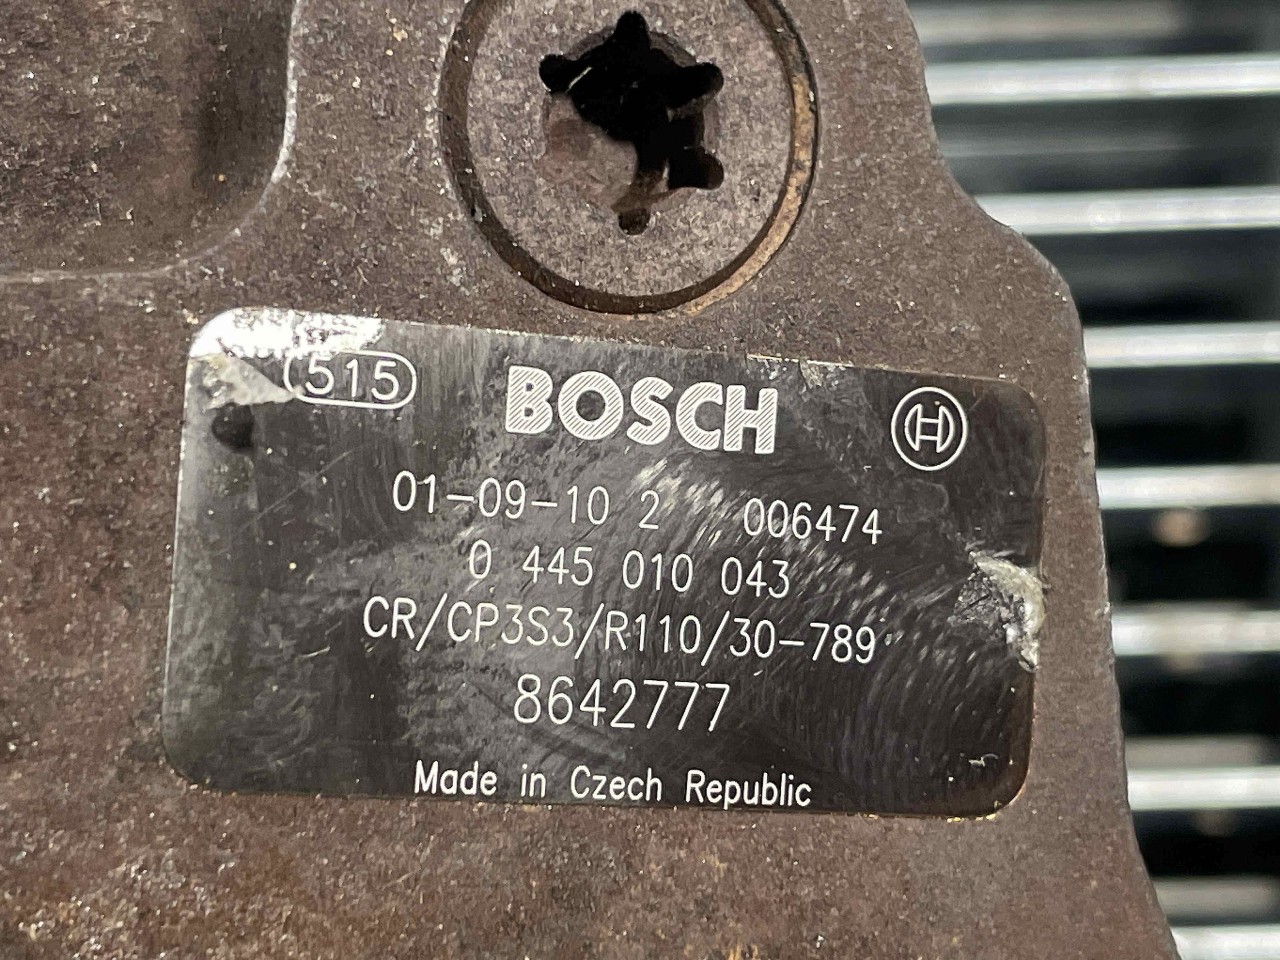 515 BOSCH
01-09-10 2 006474
0 445 010 043
CR/CP3S3/R110/30-789
8642777
Made in Czech Republic